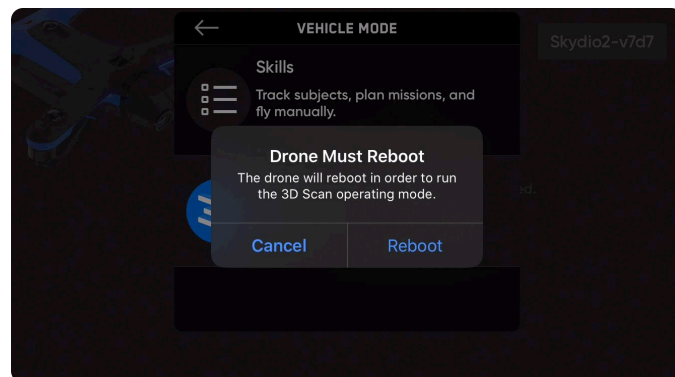 VEHICLE MODE
Skydio2-v7d7
Skills
Track subjects, plan missions, and
fly manually.
Drone Must Reboot
The drone will reboot in order to run
the 3D Scan operating mode.
Cancel
Reboot